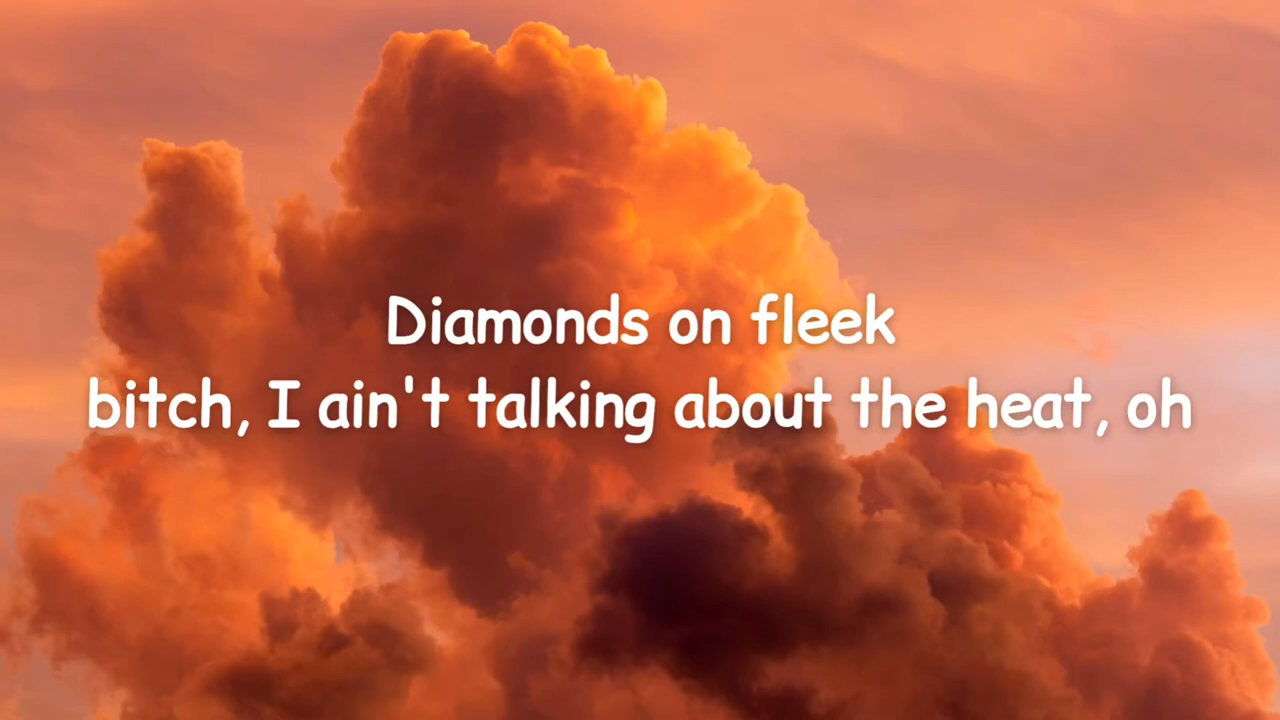 Diamonds on fleek
bitch, I ain't talking about the heat, oh